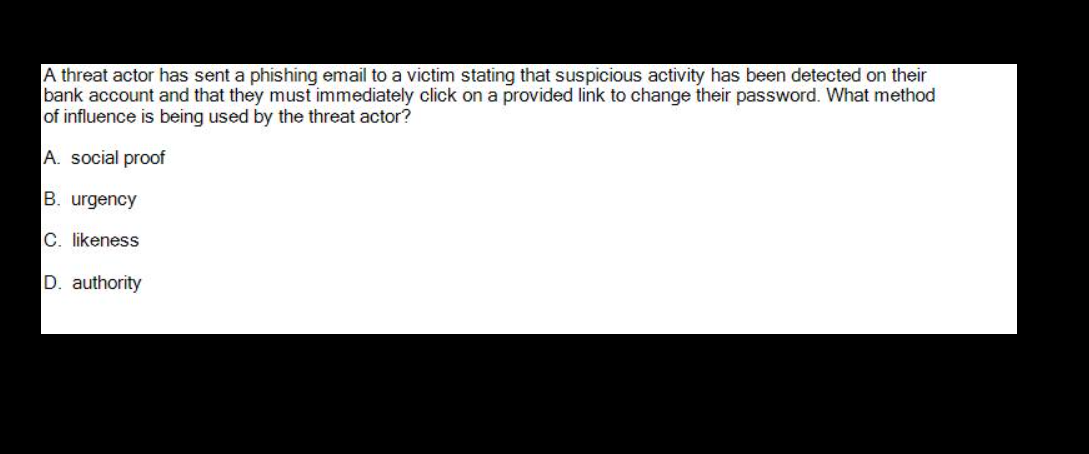 A threat actor has sent a phishing email to a victim stating that suspicious activity has been detected on their
bank account and that they must immediately click on a provided link to change their password. What method
of influence is being used by the threat actor?
A. social proof
B. urgency
C. likeness
D. authority